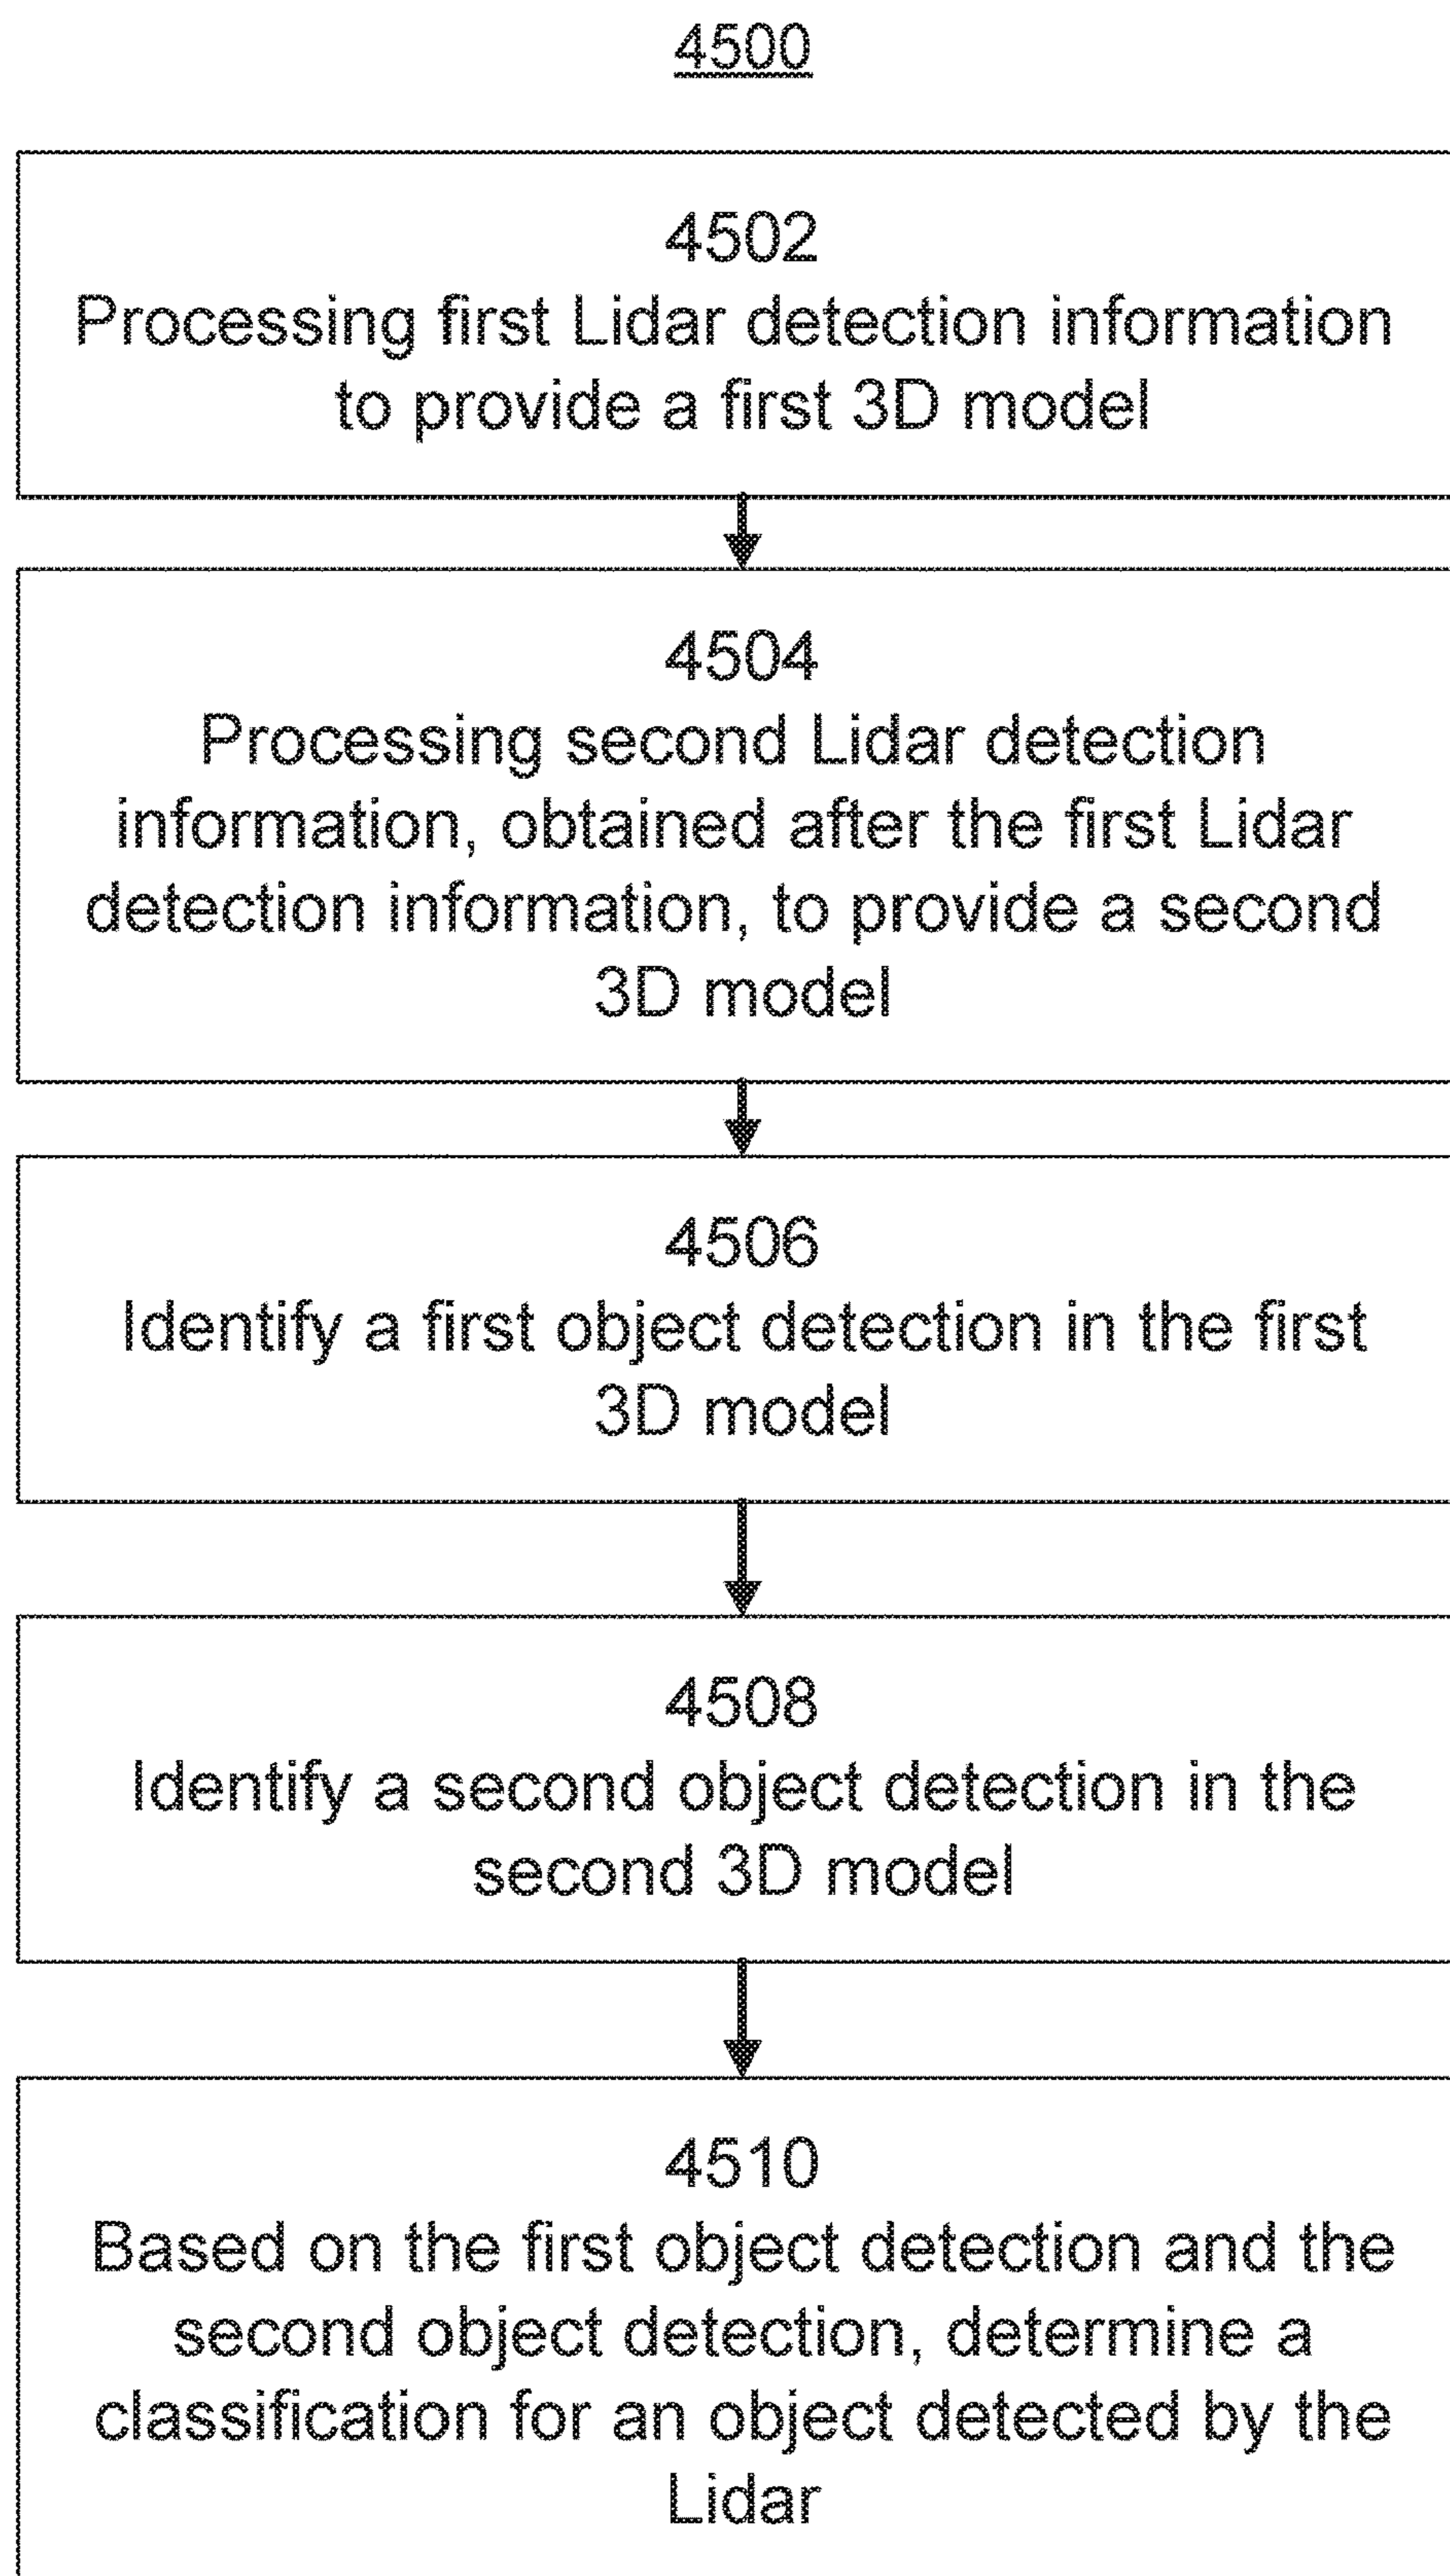 4500
4502
Processing first Lidar detection information
to provide a first 3D model
4504
Processing second Lidar detection
information, obtained after the first Lidar
detection information, to provide a second
3D model
4506
Identify a first object detection in the first
3D model
4508
Identify a second object detection in the
second 3D model
4510
Based on the first object detection and the
second object detection, determine a
classification for an object detected by the
Lidar